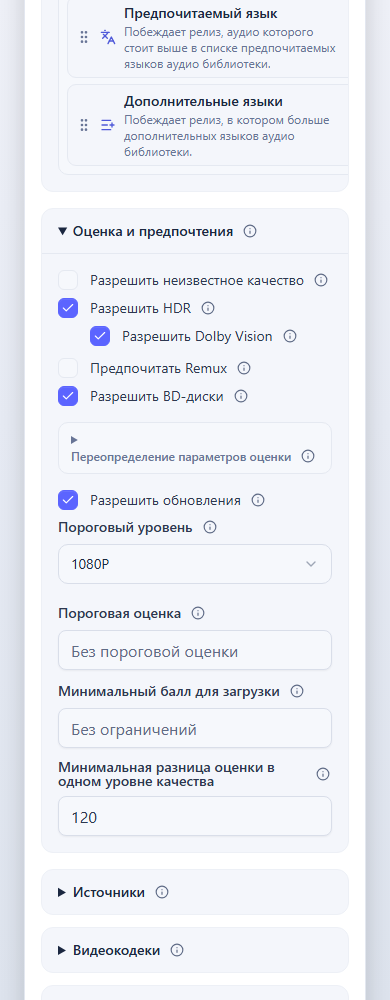 Предпочитаемый язык
Побеждает релиз, аудио которого
стоит выше в списке предпочитаемых
языков аудио библиотеки.
Дополнительные языки
Побеждает релиз, в котором больше
дополнительных языков аудио
библиотеки.
Оценка и предпочтения
Разрешить неизвестное качество
Разрешить HDR
Разрешить Dolby Vision
Предпочитать Remux
Разрешить BD-диски
Переопределение параметров оценки
Разрешить обновления
Пороговый уровень
1080P
Пороговая оценка
Без пороговой оценки
Минимальный балл для загрузки
Без ограничений
Минимальная разница оценки в
одном уровне качества
120
Источники
Видеокодеки